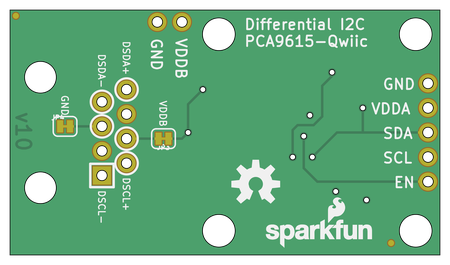 Differential I2C
PCA9615-Qwiic
GND
VDDB
DSDA-
DSDA+
GND
VDDB
DSCL-
DSCL+
v10
GND
VDDA
SDA
SCL
EN
sparkfun